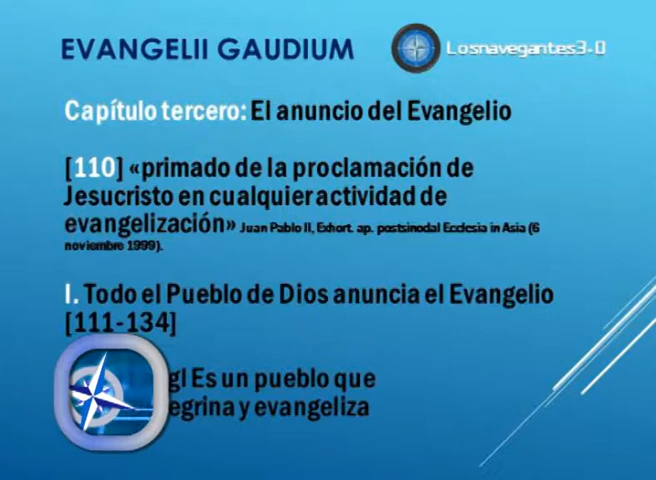 EVANGELII GAUDIUM
Losnavegantes3.0
Capítulo tercero: El anuncio del Evangelio
[110] «primado de la proclamación de
Jesucristo en cualquier actividad de
evangelización» Juan Pablo II, Exhort. ap. postsinodal Ecclesia in Asia (6
noviembre 1999).
I. Todo el Pueblo de Dios anuncia el Evangelio
[111-134]
Es un pueblo que
y evangeliza